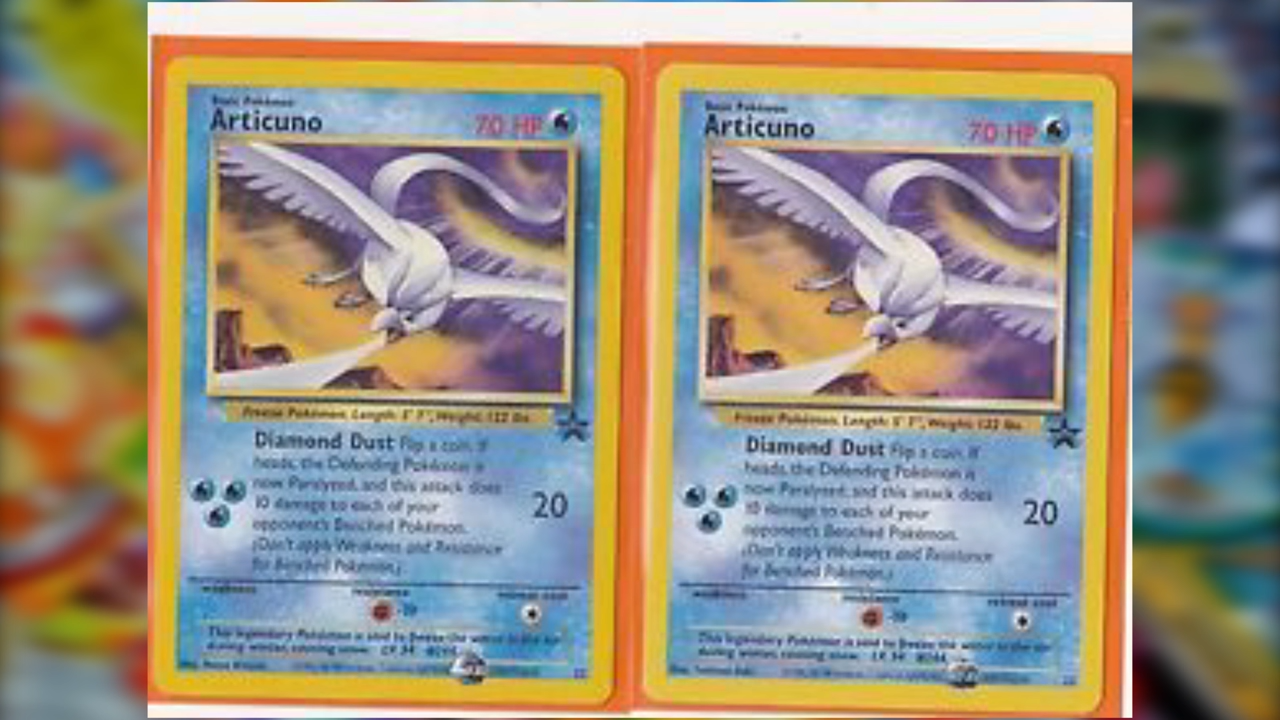 Basic Pokémon
Articuno
70 HP
Freeze Pokémon. Length: 5' 7", Weight: 122 lbs.
Diamond Dust Flip a coin. If
heads, the Defending Pokémon is
now Paralyzed, and this attack does
10 damage to each of your
opponent's Benched Pokémon.
(Don't apply Weakness and Resistance
for Benched Pokémon.)
20
weakness
resistance
retreat cost
-30
This legendary Pokémon is said to freeze the water in the air
during winter, causing snow.
Basic Pokémon
Articuno
70 HP
Freeze Pokémon. Length: 5' 7", Weight: 122 lbs.
Diamond Dust Flip a coin. If
heads, the Defending Pokémon is
now Paralyzed, and this attack does
10 damage to each of your
opponent's Benched Pokémon.
(Don't apply Weakness and Resistance
for Benched Pokémon.)
20
weakness
resistance
retreat cost
-30
This legendary Pokémon is said to freeze the water in the air
during winter, causing snow.